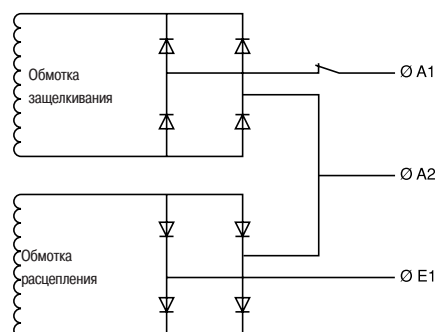 Обмотка
защелкивания
Ø A1
Ø A2
Обмотка
расцепления
Ø E1